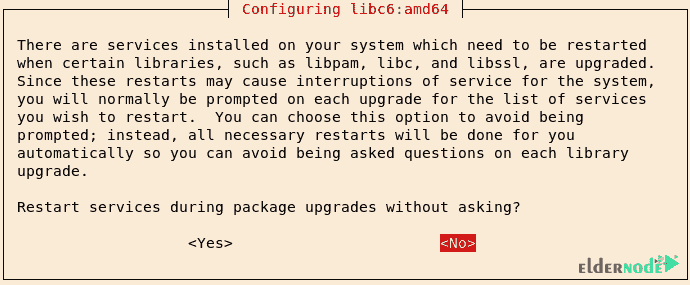 Configuring libc6:amd64
There are services installed on your system which need to be restarted
when certain libraries, such as libpam, libc, and libssl, are upgraded.
Since these restarts may cause interruptions of service for the system,
you will normally be prompted on each upgrade for the list of services
you wish to restart.  You can choose this option to avoid being
prompted; instead, all necessary restarts will be done for you
automatically so you can avoid being asked questions on each library
upgrade.
Restart services during package upgrades without asking?
<Yes> <No>
eldernode